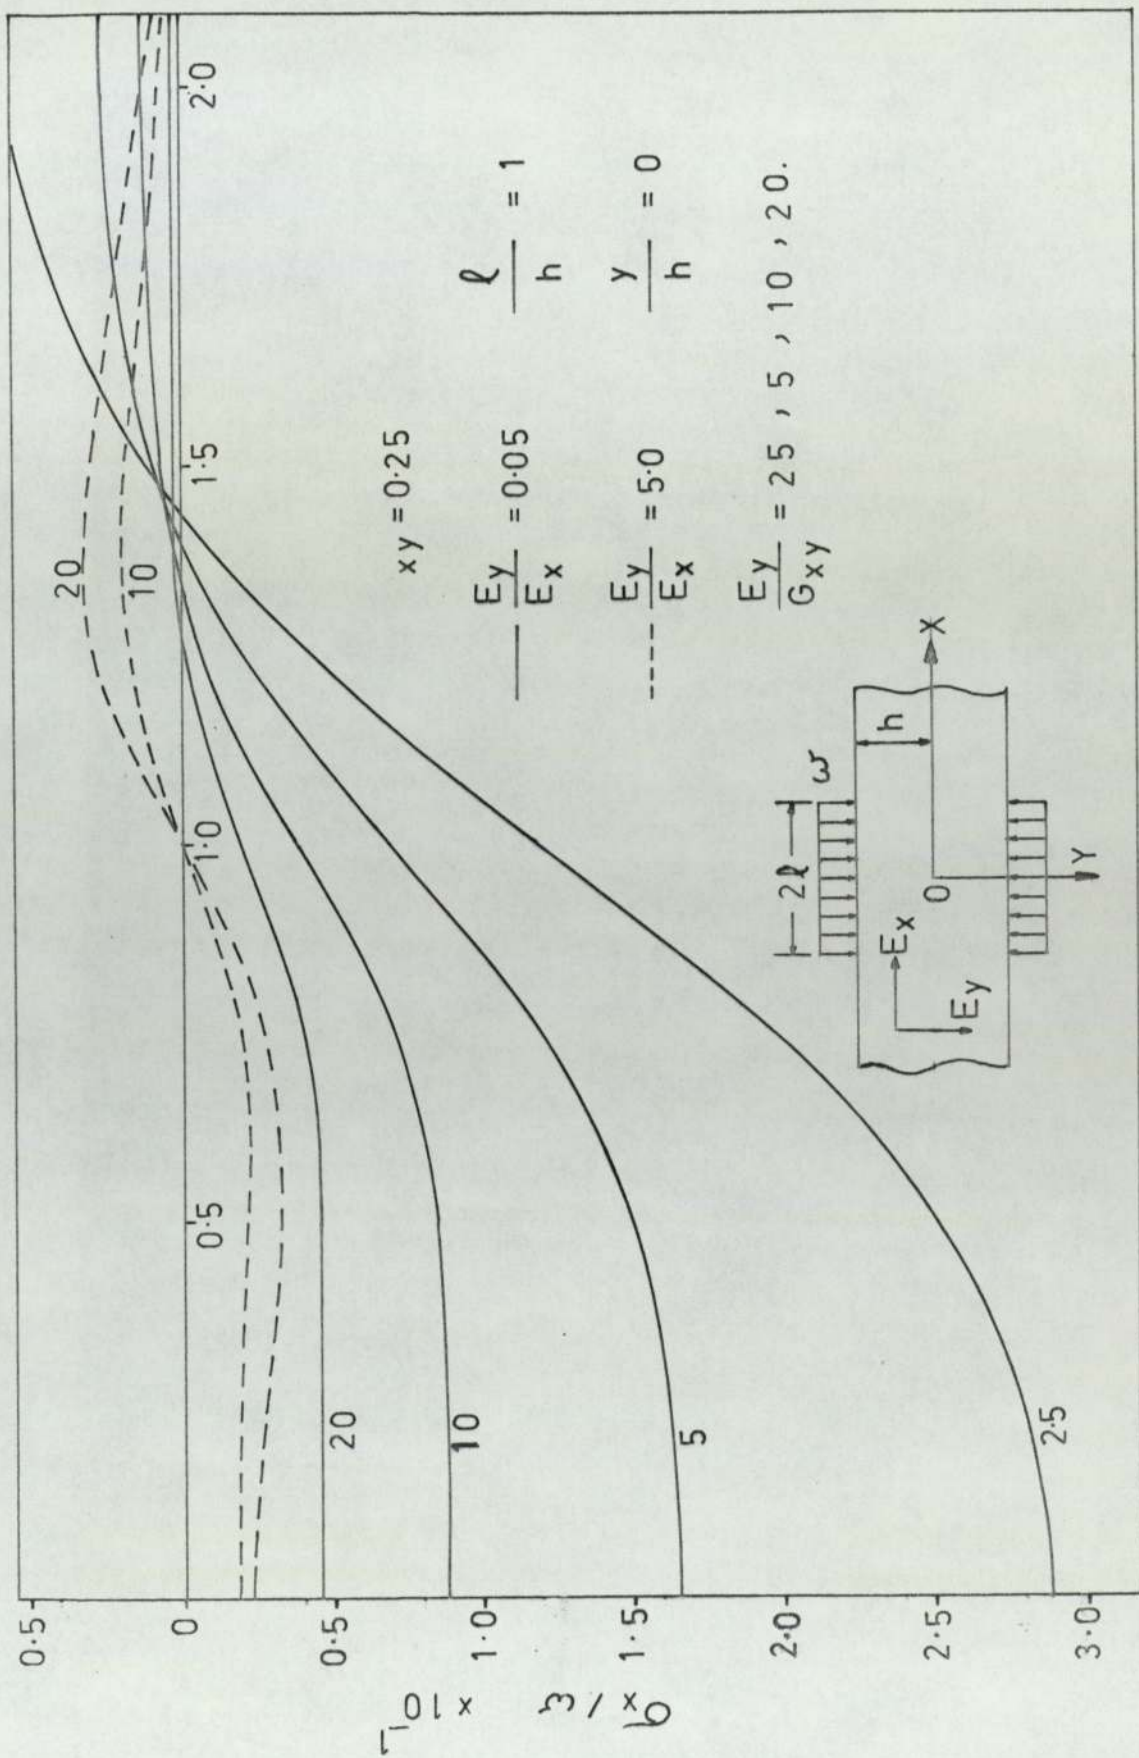 0·5
0
0·5
1·0
1·5
2·0
2·5
3·0
σx / ω × 10⁻¹
0·5
1·0
1·5
2·0
20
10
20
10
5
2·5
xy = 0·25
Ey/Ex = 0·05
ℓ/h = 1
Ey/Ex = 5·0
y/h = 0
Ey/Gxy = 25 , 5 , 10 , 20.
2ℓ
ω
h
Ex
Ey
0
X
Y